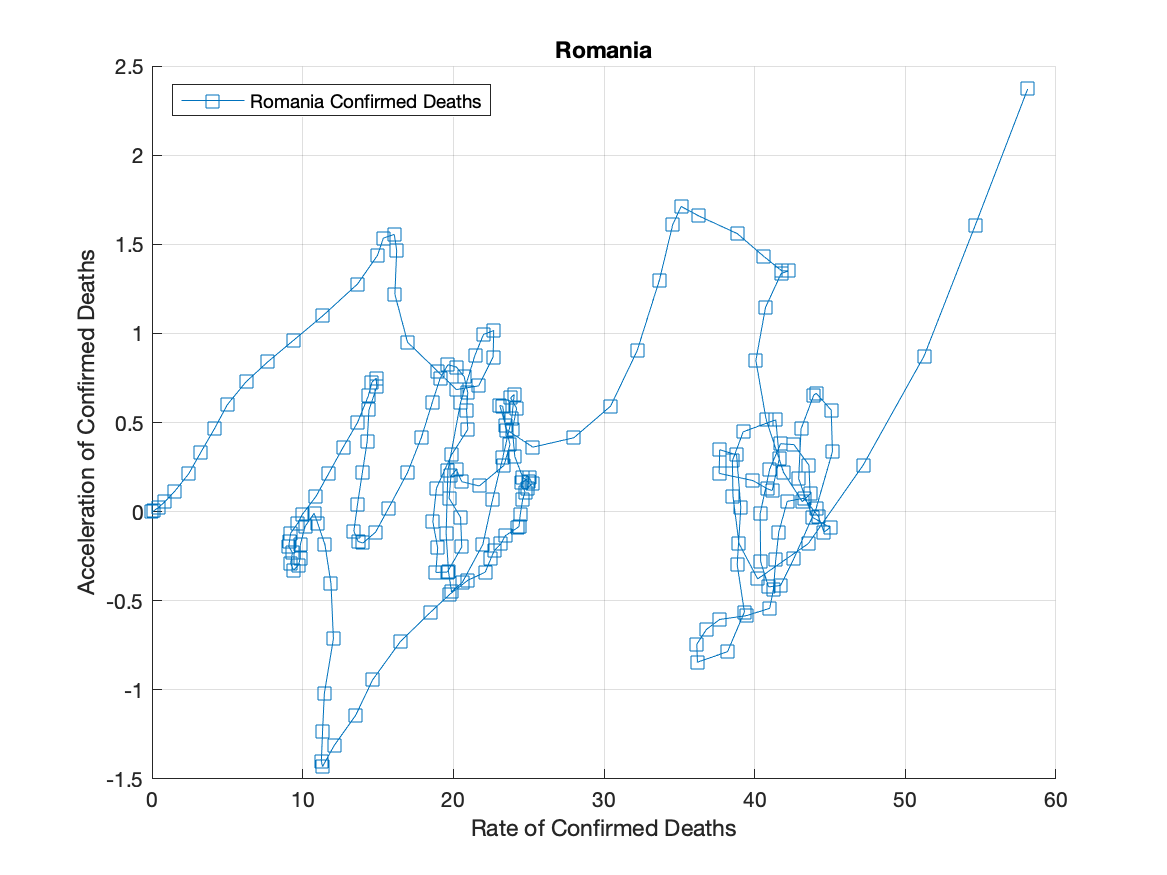 Romania
2.5
Romania Confirmed Deaths
2
1.5
1
0.5
0
-0.5
-1
-1.5
Acceleration of Confirmed Deaths
0 10 20 30 40 50 60
Rate of Confirmed Deaths